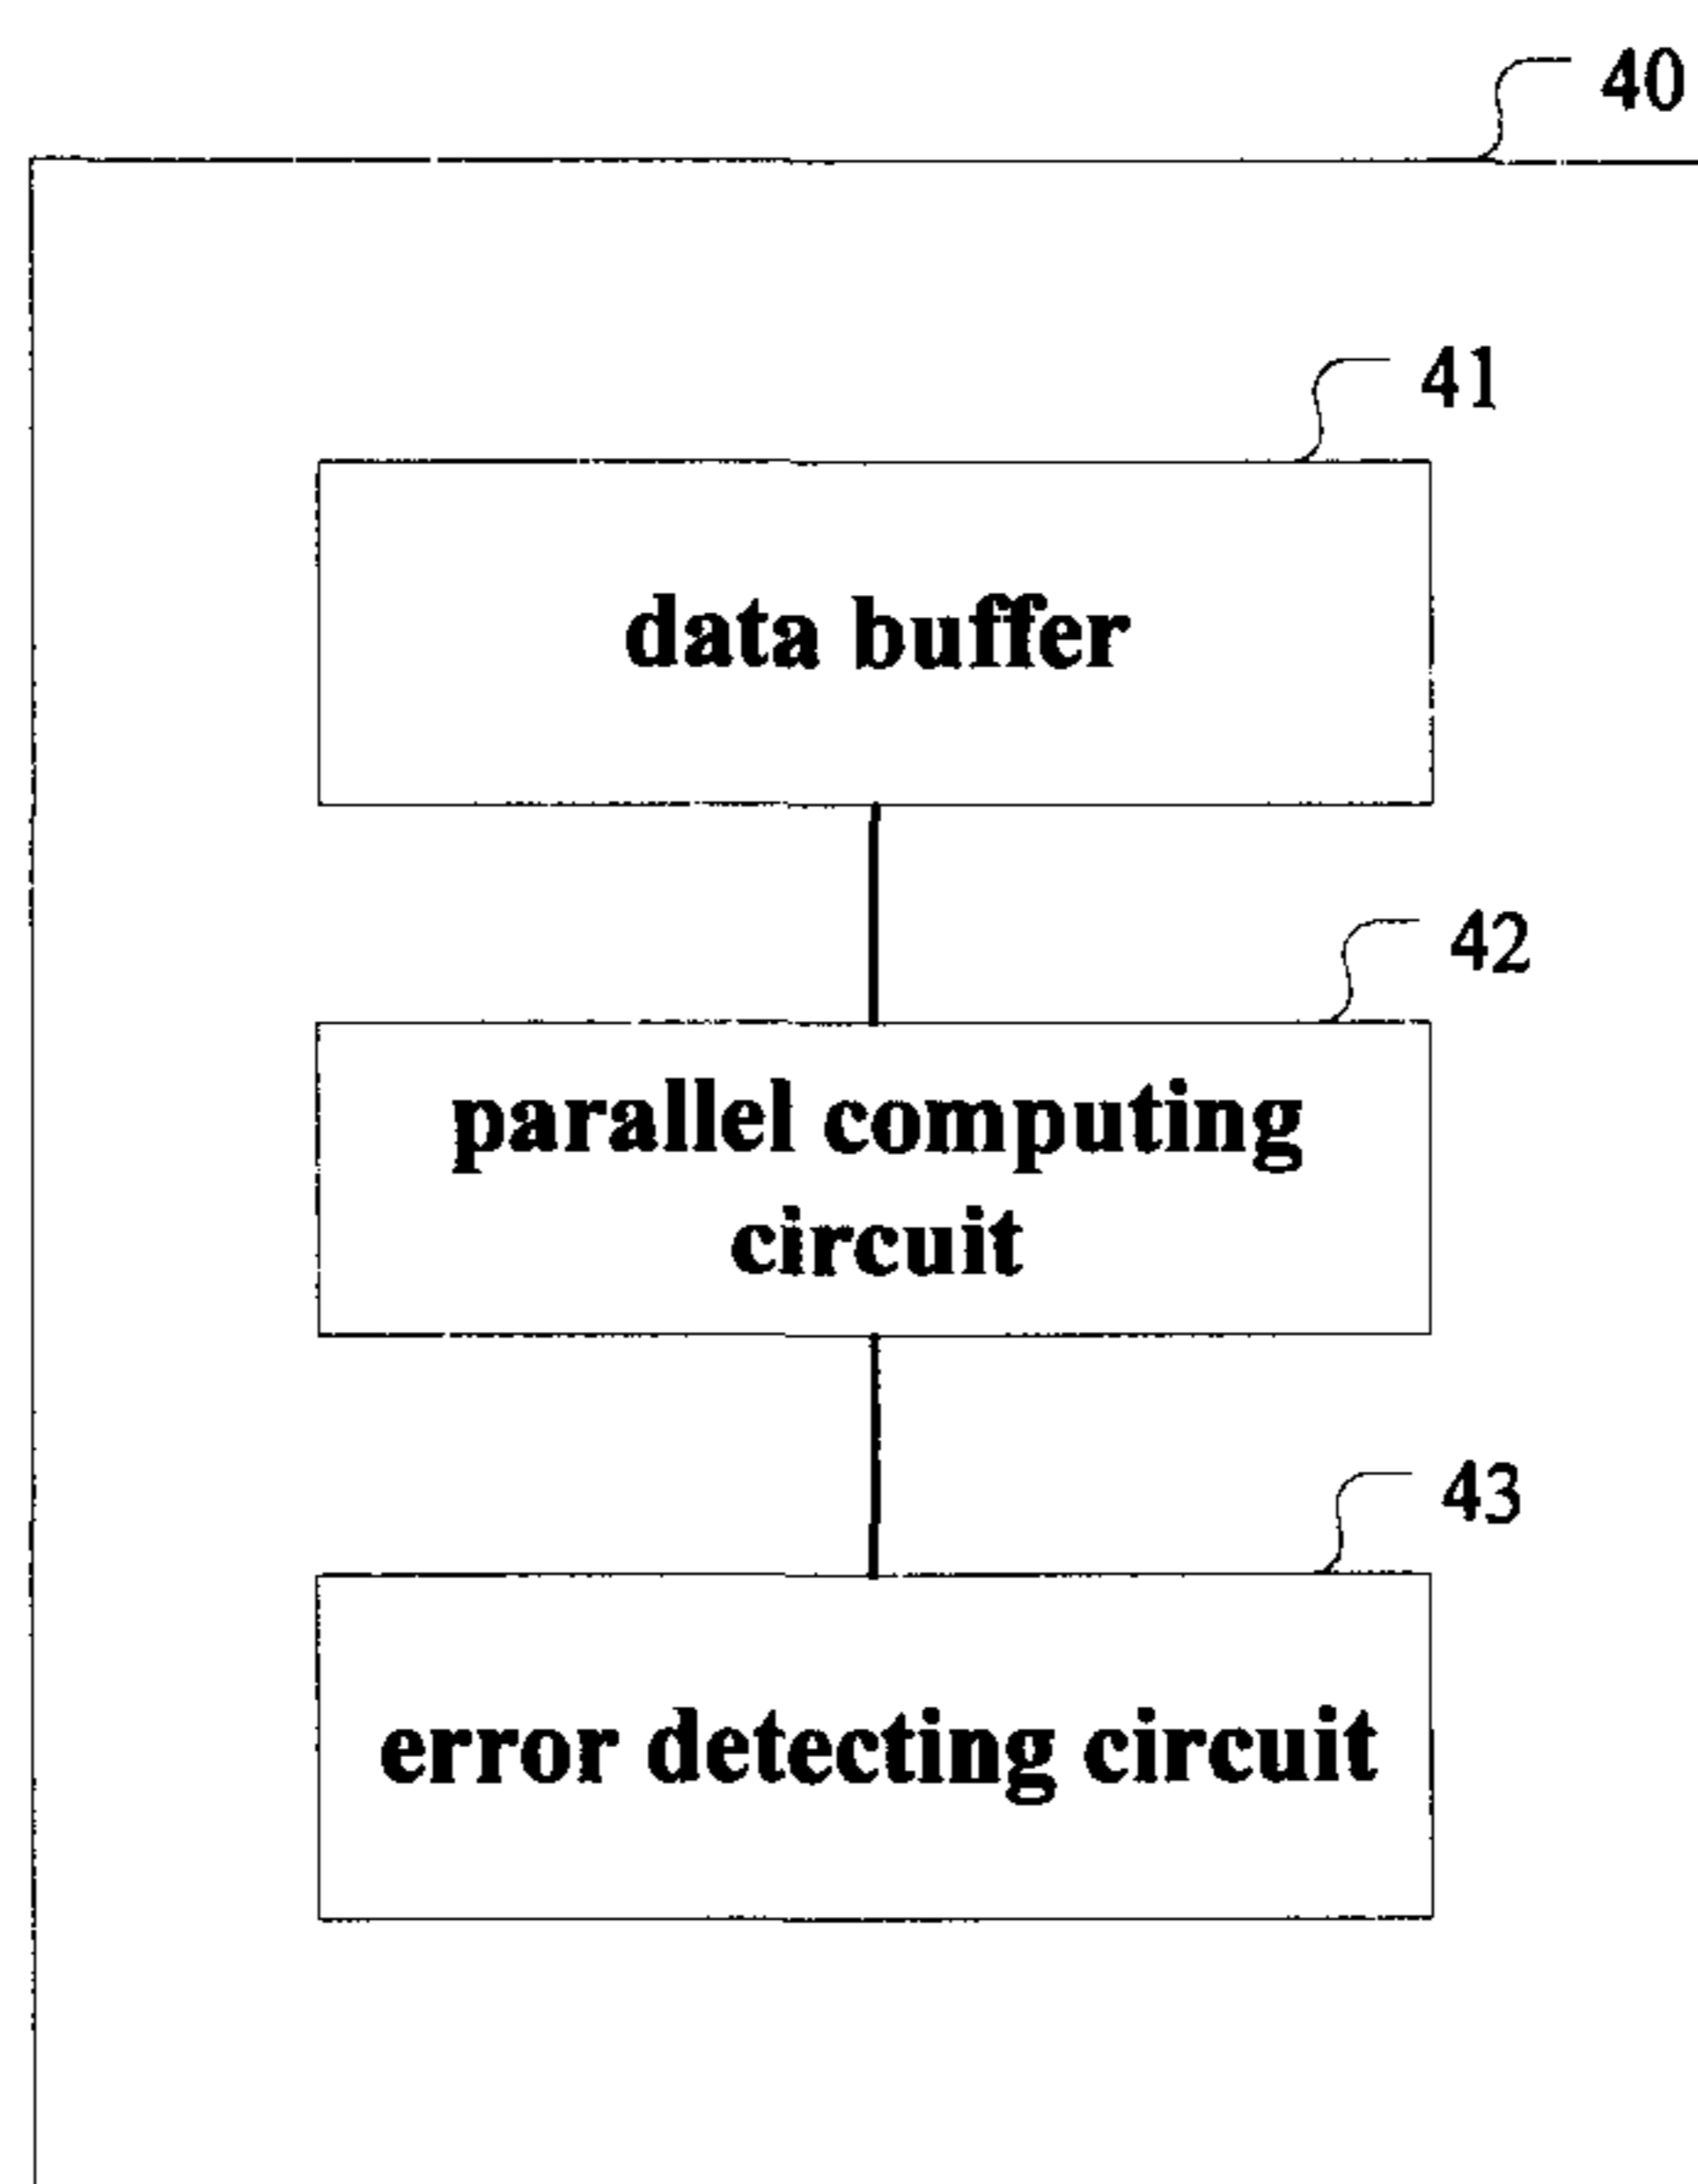 40
41
data buffer
42
parallel computing
circuit
43
error detecting circuit